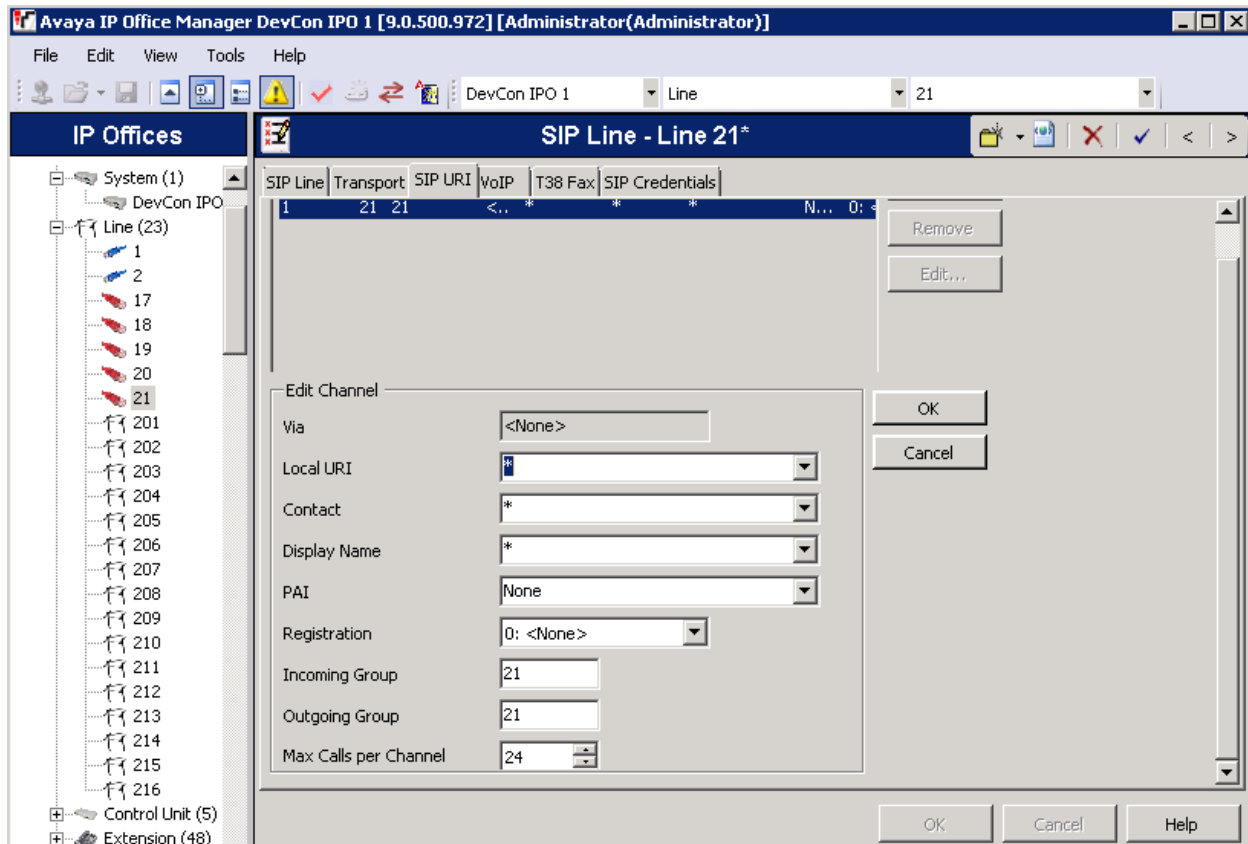 Avaya IP Office Manager DevCon IPO 1 [9.0.500.972] [Administrator(Administrator)]
File Edit View Tools Help
DevCon IPO 1 Line 21
IP Offices
SIP Line - Line 21*
System (1)
DevCon IPO
Line (23)
1
2
17
18
19
20
21
201
202
203
204
205
206
207
208
209
210
211
212
213
214
215
216
Control Unit (5)
Extension (48)
SIP Line Transport SIP URI VoIP T38 Fax SIP Credentials
1 21 21 <.. * * * N... 0: <
Remove
Edit...
Edit Channel
Via <None>
Local URI *
Contact *
Display Name *
PAI None
Registration 0: <None>
Incoming Group 21
Outgoing Group 21
Max Calls per Channel 24
OK
Cancel
OK Cancel Help